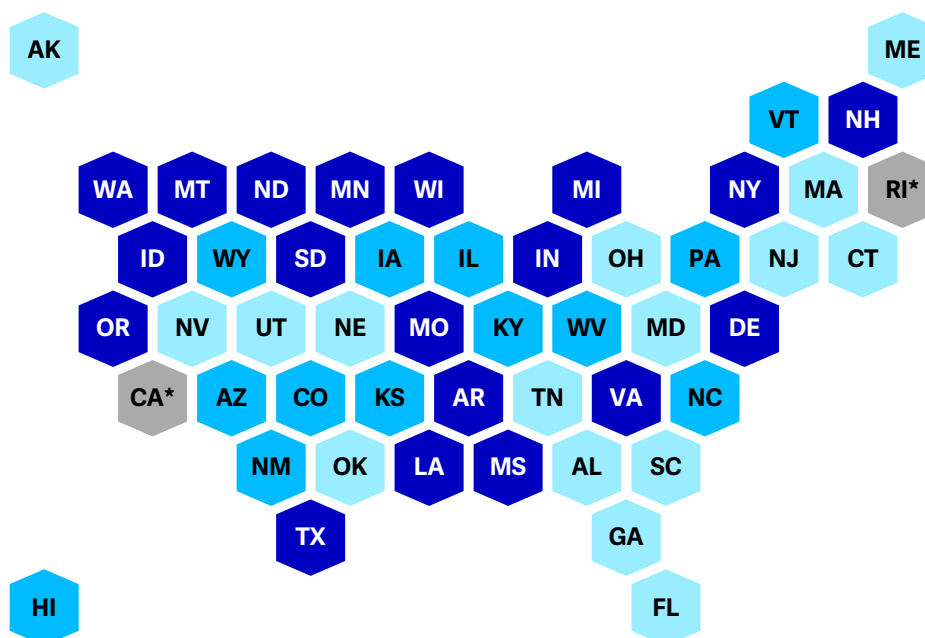 AK ME
VT NH
WA MT ND MN WI MI NY MA RI*
ID WY SD IA IL IN OH PA NJ CT
OR NV UT NE MO KY WV MD DE
CA* AZ CO KS AR TN VA NC
NM OK LA MS AL SC
TX GA
HI FL